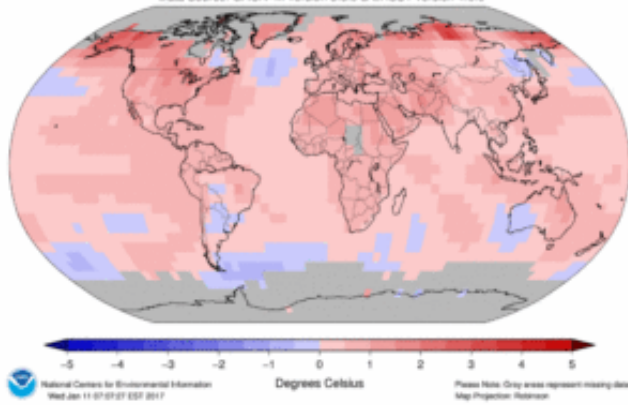 -5 -4 -3 -2 -1 0 1 2 3 4 5
Degrees Celsius
National Centers for Environmental Information
Wed Jan 11 07:07:27 EST 2017
Please Note: Gray areas represent missing data
Map Projection: Robinson